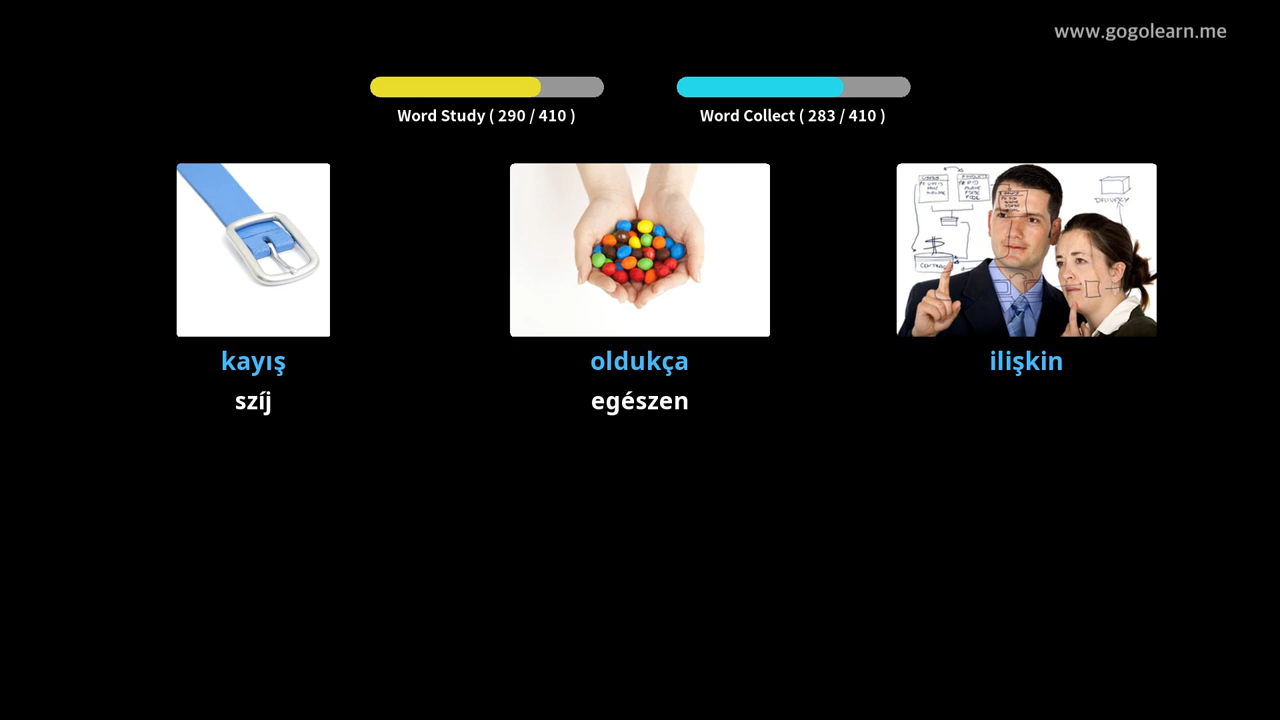 www.gogolearn.me
Word Study ( 290 / 410 )
Word Collect ( 283 / 410 )
kayış
oldukça
ilişkin
szíj
egészen